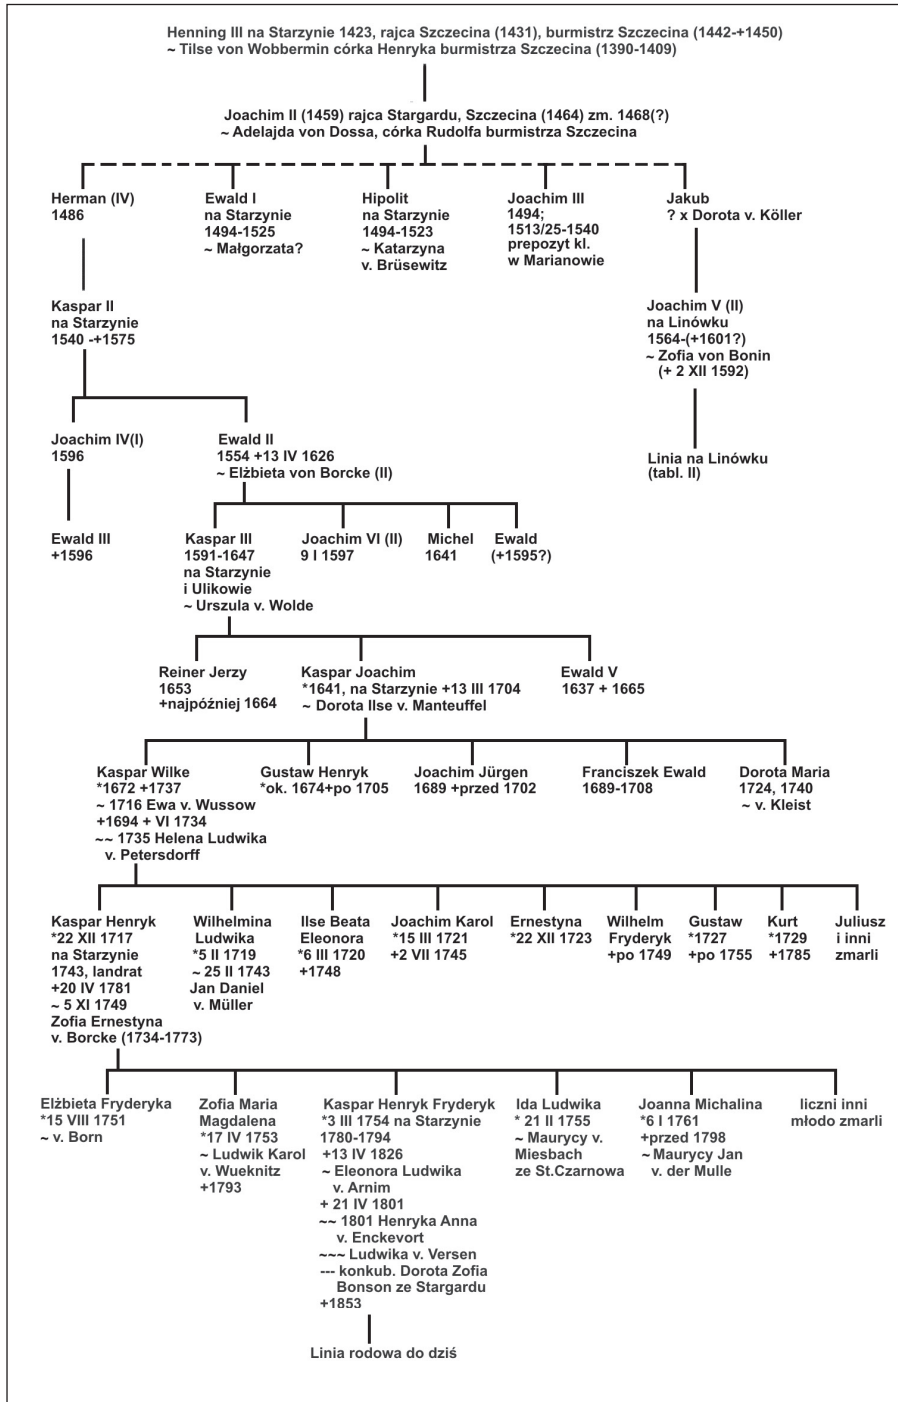 Henning III na Starzynie 1423, rajca Szczecina (1431), burmistrz Szczecina (1442-+1450)
~ Tilse von Wobbermin córka Henryka burmistrza Szczecina (1390-1409)
Joachim II (1459) rajca Stargardu, Szczecina (1464) zm. 1468(?)
~ Adelajda von Dossa, córka Rudolfa burmistrza Szczecina
Herman (IV)
1486
Ewald I
na Starzynie
1494-1525
~ Małgorzata?
Hipolit
na Starzynie
1494-1523
~ Katarzyna
v. Brüsewitz
Joachim III
1494;
1513/25-1540
prepozyt kl.
w Marianowie
Jakub
? x Dorota v. Köller
Kaspar II
na Starzynie
1540 -+1575
Joachim V (II)
na Linówku
1564-(+1601?)
~ Zofia von Bonin
(+ 2 XII 1592)
Joachim IV(I)
1596
Ewald II
1554 +13 IV 1626
~ Elżbieta von Borcke (II)
Linia na Linówku
(tabl. II)
Ewald III
+1596
Kaspar III
1591-1647
na Starzynie
i Ulikowie
~ Urszula v. Wolde
Joachim VI (II)
9 I 1597
Michel
1641
Ewald
(+1595?)
Reiner Jerzy
1653
+najpóźniej 1664
Kaspar Joachim
*1641, na Starzynie +13 III 1704
~ Dorota Ilse v. Manteuffel
Ewald V
1637 + 1665
Kaspar Wilke
*1672 +1737
~ 1716 Ewa v. Wussow
+1694 + VI 1734
~~ 1735 Helena Ludwika
v. Petersdorff
Gustaw Henryk
*ok. 1674+po 1705
Joachim Jürgen
1689 +przed 1702
Franciszek Ewald
1689-1708
Dorota Maria
1724, 1740
~ v. Kleist
Kaspar Henryk
*22 XII 1717
na Starzynie
1743, landrat
+20 IV 1781
~ 5 XI 1749
Zofia Ernestyna
v. Borcke (1734-1773)
Wilhelmina
Ludwika
*5 II 1719
~ 25 II 1743
Jan Daniel
v. Müller
Ilse Beata
Eleonora
*6 III 1720
+1748
Joachim Karol
*15 III 1721
+2 VII 1745
Ernestyna
*22 XII 1723
Wilhelm
Fryderyk
+po 1749
Gustaw
*1727
+po 1755
Kurt
*1729
+1785
Juliusz
i inni
zmarli
Elżbieta Fryderyka
*15 VIII 1751
~ v. Born
Zofia Maria
Magdalena
*17 IV 1753
~ Ludwik Karol
v. Wueknitz
+1793
Kaspar Henryk Fryderyk
*3 III 1754 na Starzynie
1780-1794
+13 IV 1826
~ Eleonora Ludwika
v. Arnim
+ 21 IV 1801
~~ 1801 Henryka Anna
v. Enckevort
~~~ Ludwika v. Versen
--- konkub. Dorota Zofia
Bonson ze Stargardu
+1853
Ida Ludwika
* 21 II 1755
~ Maurycy v.
Miesbach
ze St.Czarnowa
Joanna Michalina
*6 I 1761
+przed 1798
~ Maurycy Jan
v. der Mulle
liczni inni
młodo zmarli
Linia rodowa do dziś